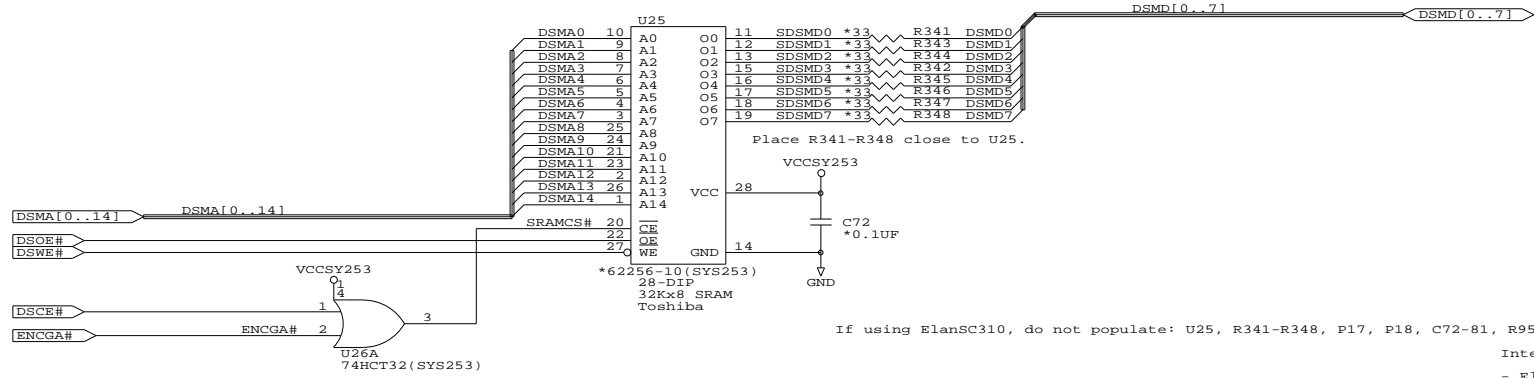 DSMD[0..7] DSMD[0..7]
U25
DSMA0 10 A0 O0 11 SDSMD0 *33 R341 DSMD0
DSMA1 9 A1 O1 12 SDSMD1 *33 R343 DSMD1
DSMA2 8 A2 O2 13 SDSMD2 *33 R344 DSMD2
DSMA3 7 A3 O3 15 SDSMD3 *33 R342 DSMD3
DSMA4 6 A4 O4 16 SDSMD4 *33 R345 DSMD4
DSMA5 5 A5 O5 17 SDSMD5 *33 R346 DSMD5
DSMA6 4 A6 O6 18 SDSMD6 *33 R347 DSMD6
DSMA7 3 A7 O7 19 SDSMD7 *33 R348 DSMD7
DSMA8 25 A8
DSMA9 24 A9 Place R341-R348 close to U25.
DSMA10 21 A10
DSMA11 23 A11 VCCSY253
DSMA12 2 A12
DSMA13 26 A13 VCC 28
DSMA14 1 A14
DSMA[0..14] DSMA[0..14]
SRAMCS# 20 CE C72
DSOE# 22 OE *0.1UF
DSWE# 27 WE GND 14
*62256-10(SYS253)
28-DIP GND
32Kx8 SRAM
Toshiba
VCCSY253
1
4
DSCE# 1
3
ENCGA# ENCGA# 2
U26A
74HCT32(SYS253)
If using ElanSC310, do not populate: U25, R341-R348, P17, P18, C72-81, R95
Inte
- El